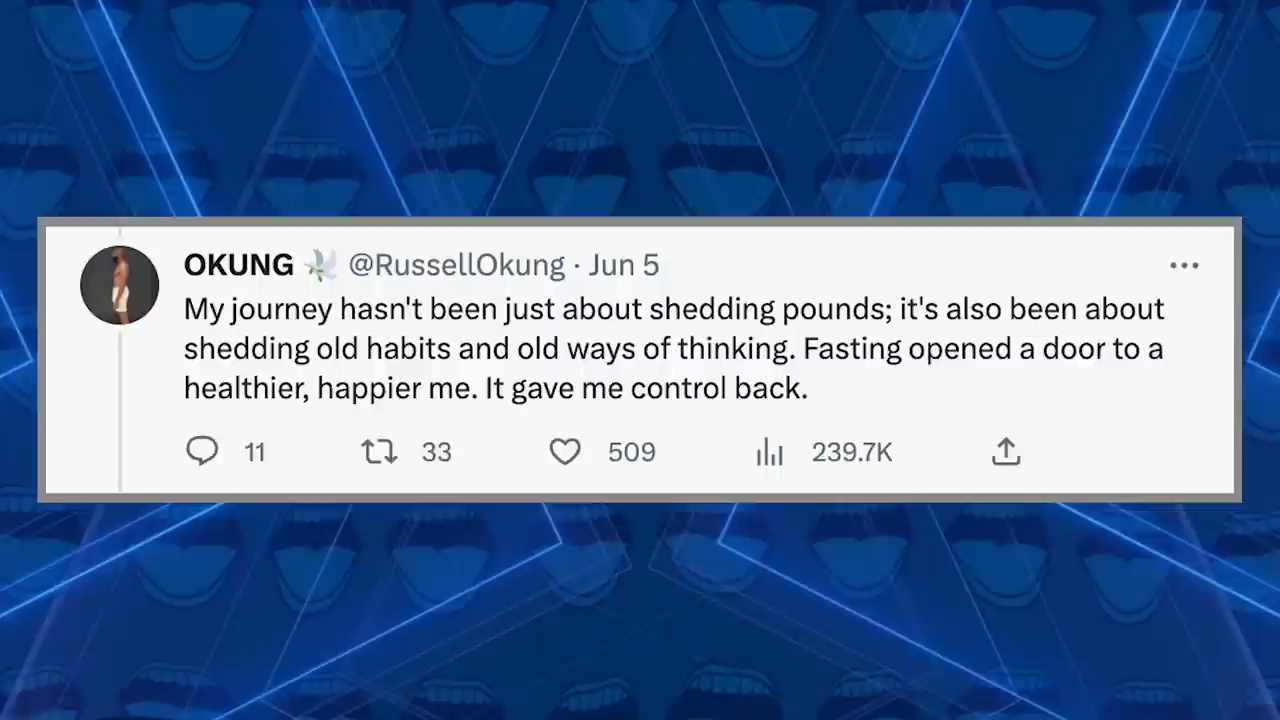 OKUNG 🕊️ @RussellOkung · Jun 5
My journey hasn't been just about shedding pounds; it's also been about
shedding old habits and old ways of thinking. Fasting opened a door to a
healthier, happier me. It gave me control back.
11 33 509 239.7K